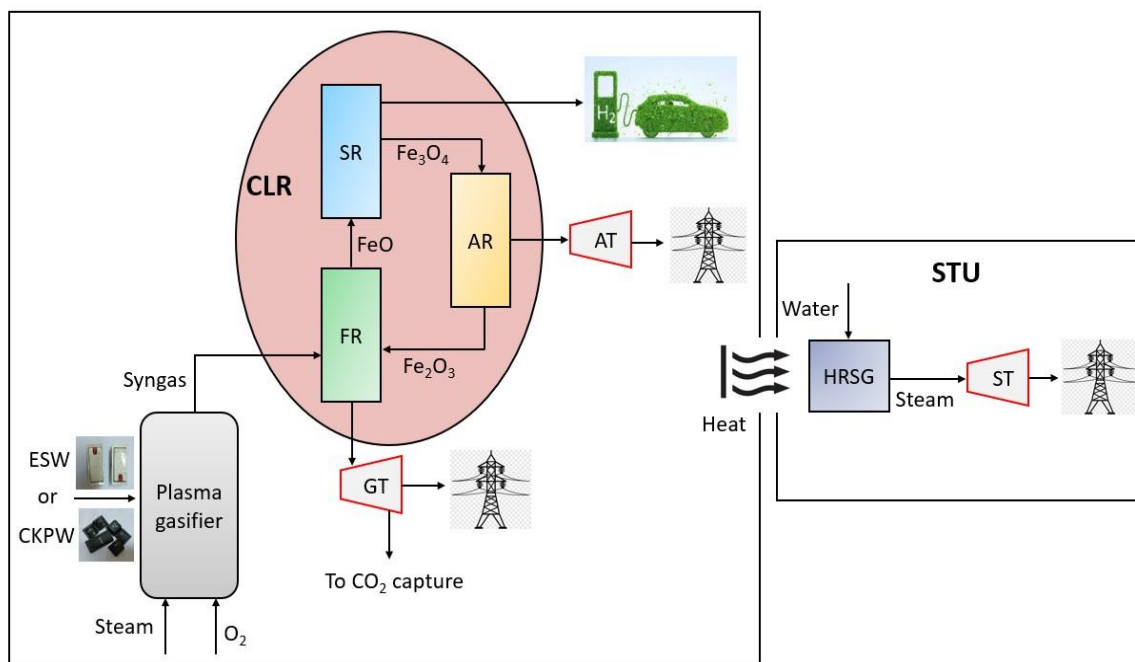 SR
H2
Fe3O4
CLR
AR
AT
FeO
STU
Water
FR
Fe2O3
HRSG
ST
Syngas
Steam
Heat
ESW
or
CKPW
Plasma
gasifier
GT
To CO2 capture
Steam
O2